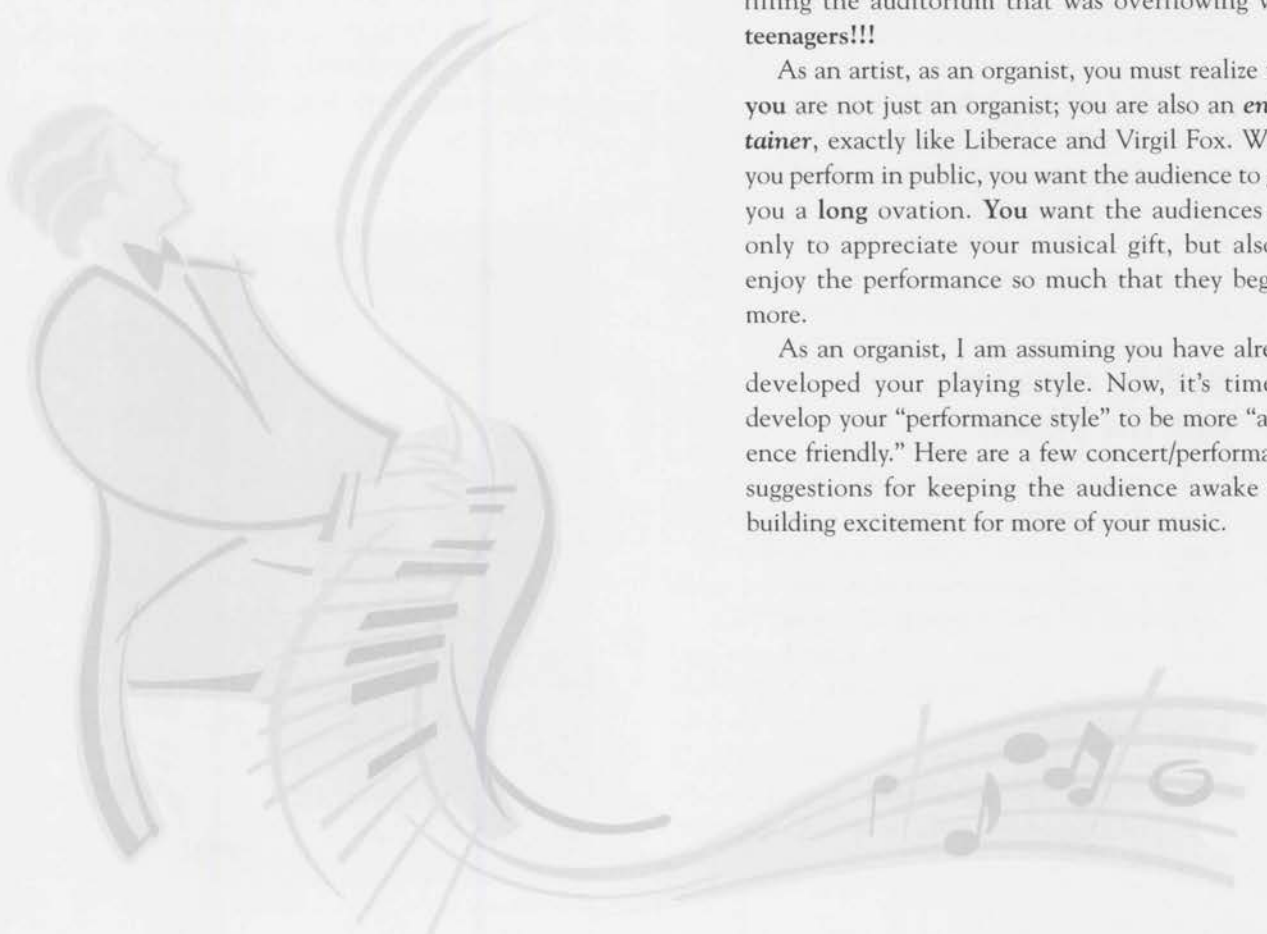 filling the auditorium that was overflowing
teenagers!!!
As an artist, as an organist, you must realize
you are not just an organist; you are also an en
tainer, exactly like Liberace and Virgil Fox. W
you perform in public, you want the audience to
you a long ovation. You want the audiences
only to appreciate your musical gift, but also
enjoy the performance so much that they beg
more.
As an organist, I am assuming you have alre
developed your playing style. Now, it's time
develop your "performance style" to be more "a
ence friendly." Here are a few concert/performa
suggestions for keeping the audience awake
building excitement for more of your music.